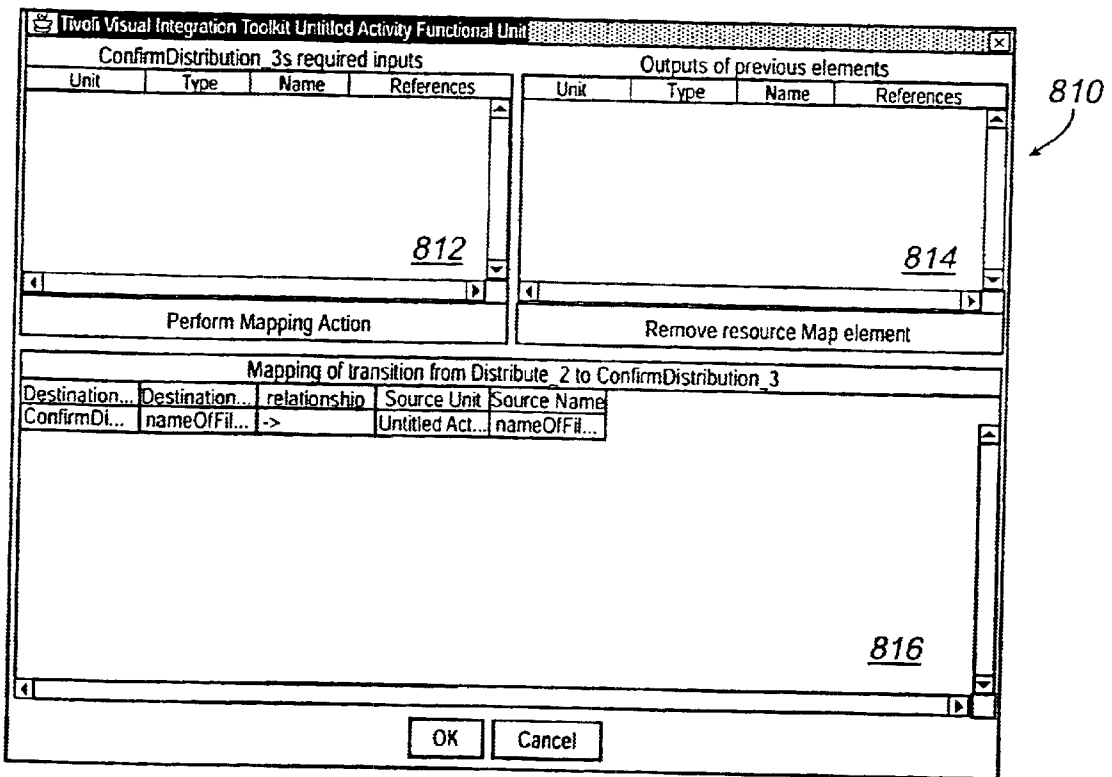 Tivoli Visual Integration Toolkit Untitled Activity Functional Unit
ConfirmDistribution_3s required inputs
Unit Type Name References
812
Perform Mapping Action
Outputs of previous elements
Unit Type Name References
814
Remove resource Map element
810
Mapping of transition from Distribute_2 to ConfirmDistribution_3
Destination... Destination... relationship Source Unit Source Name
ConfirmDi... nameOfFil... -> Untitled Act... nameOfFil...
816
OK Cancel